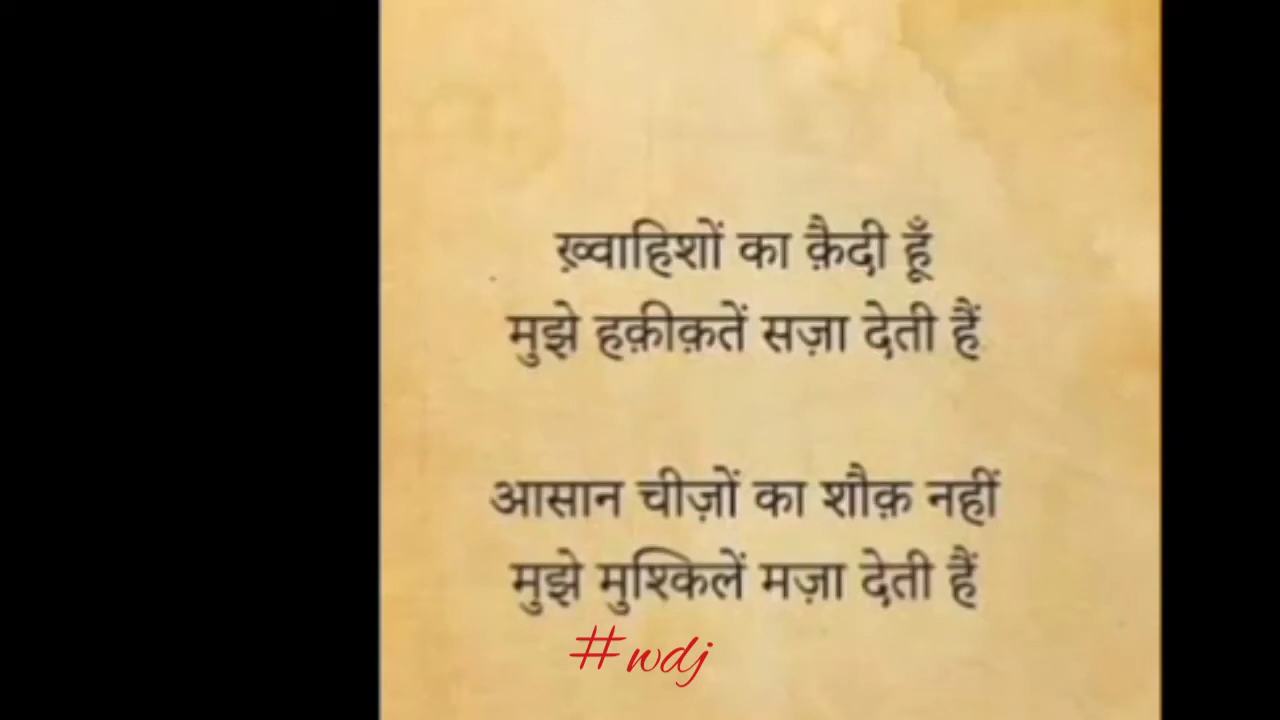 ख़्वाहिशों का क़ैदी हूँ
मुझे हक़ीक़तें सज़ा देती हैं
आसान चीज़ों का शौक़ नहीं
मुझे मुश्किलें मज़ा देती हैं
#wdj